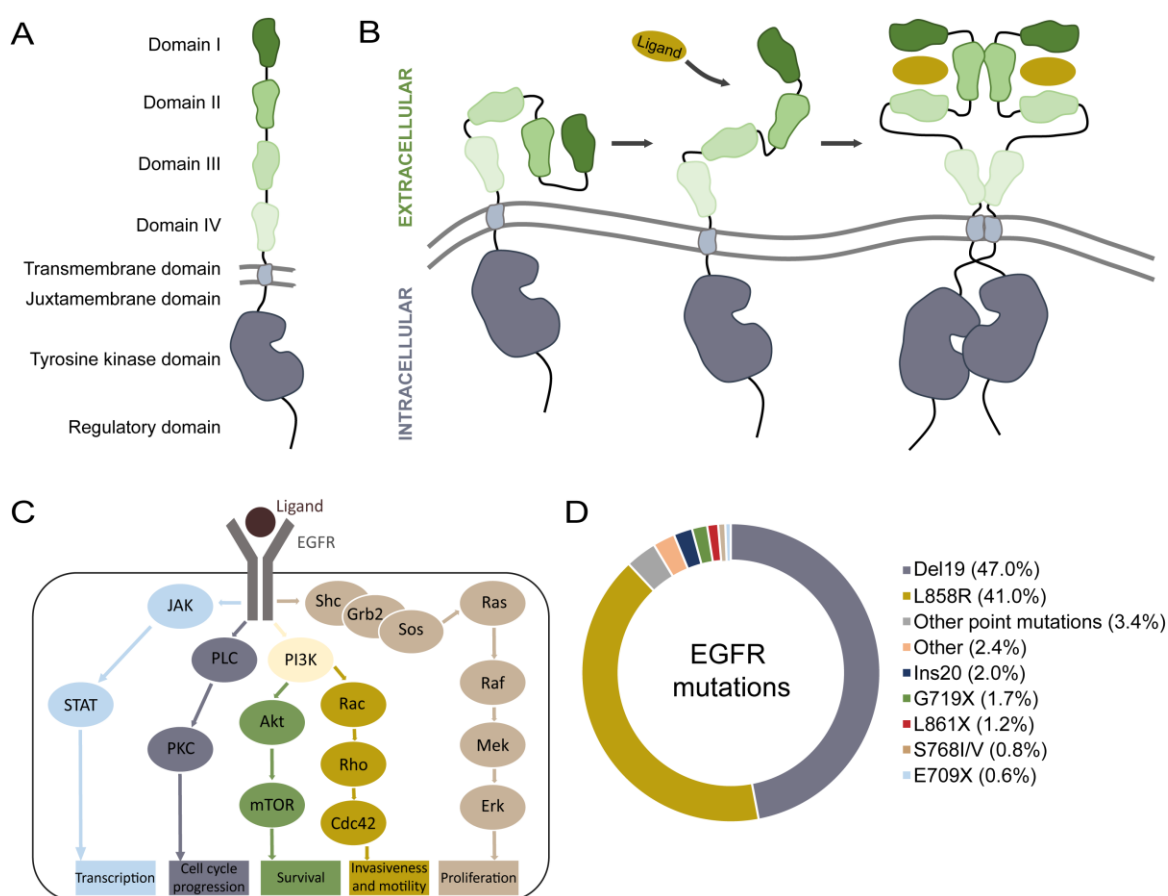 A
Domain I
Domain II
Domain III
Domain IV
Transmembrane domain
Juxtamembrane domain
Tyrosine kinase domain
Regulatory domain
B
EXTRACELLULAR
INTRACELLULAR
Ligand
C
Ligand
EGFR
JAK
STAT
Transcription
PLC
PKC
Cell cycle
progression
PI3K
Akt
mTOR
Survival
Rac
Rho
Cdc42
Invasiveness
and motility
Shc
Grb2
Sos
Ras
Raf
Mek
Erk
Proliferation
D
EGFR
mutations
Del19 (47.0%)
L858R (41.0%)
Other point mutations (3.4%)
Other (2.4%)
Ins20 (2.0%)
G719X (1.7%)
L861X (1.2%)
S768I/V (0.8%)
E709X (0.6%)